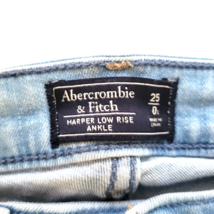 Abercrombie
& Fitch
HARPER LOW RISE
ANKLE
25
0